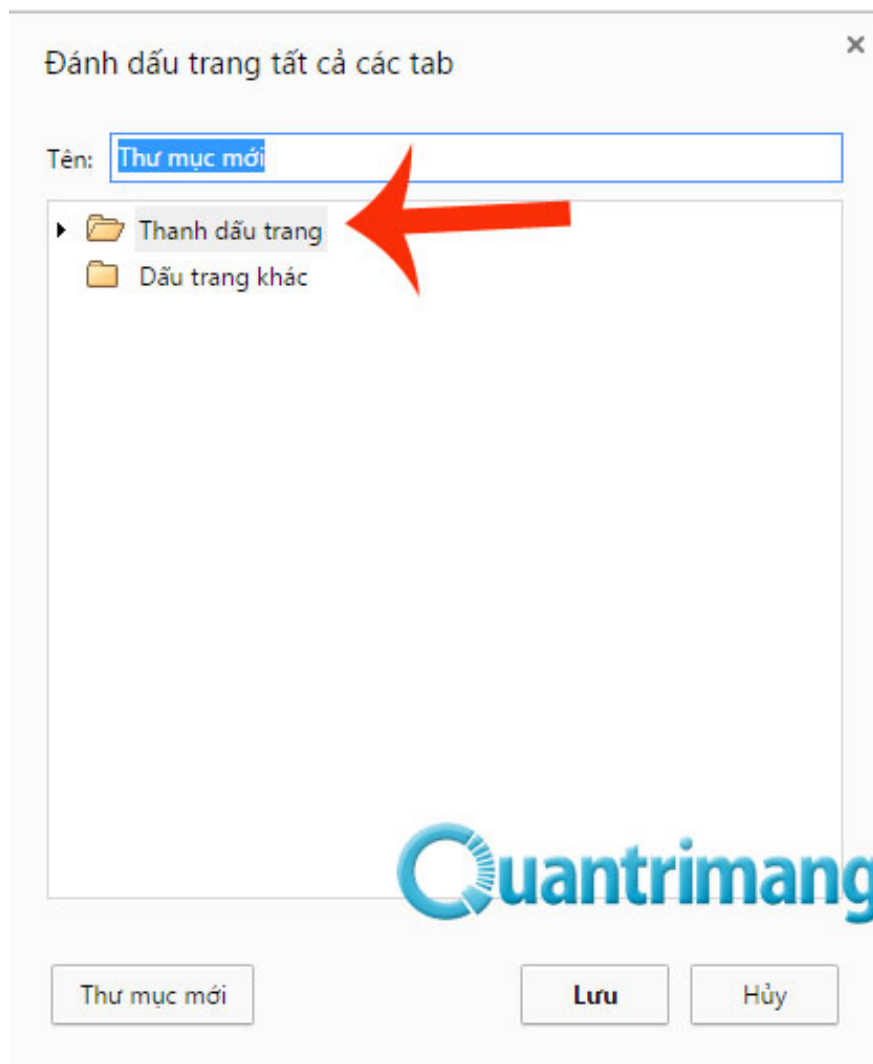 Đánh dấu trang tất cả các tab
Tên: Thư mục mới
Thanh dấu trang
Dấu trang khác
Quantrimang
Thư mục mới Lưu Hủy